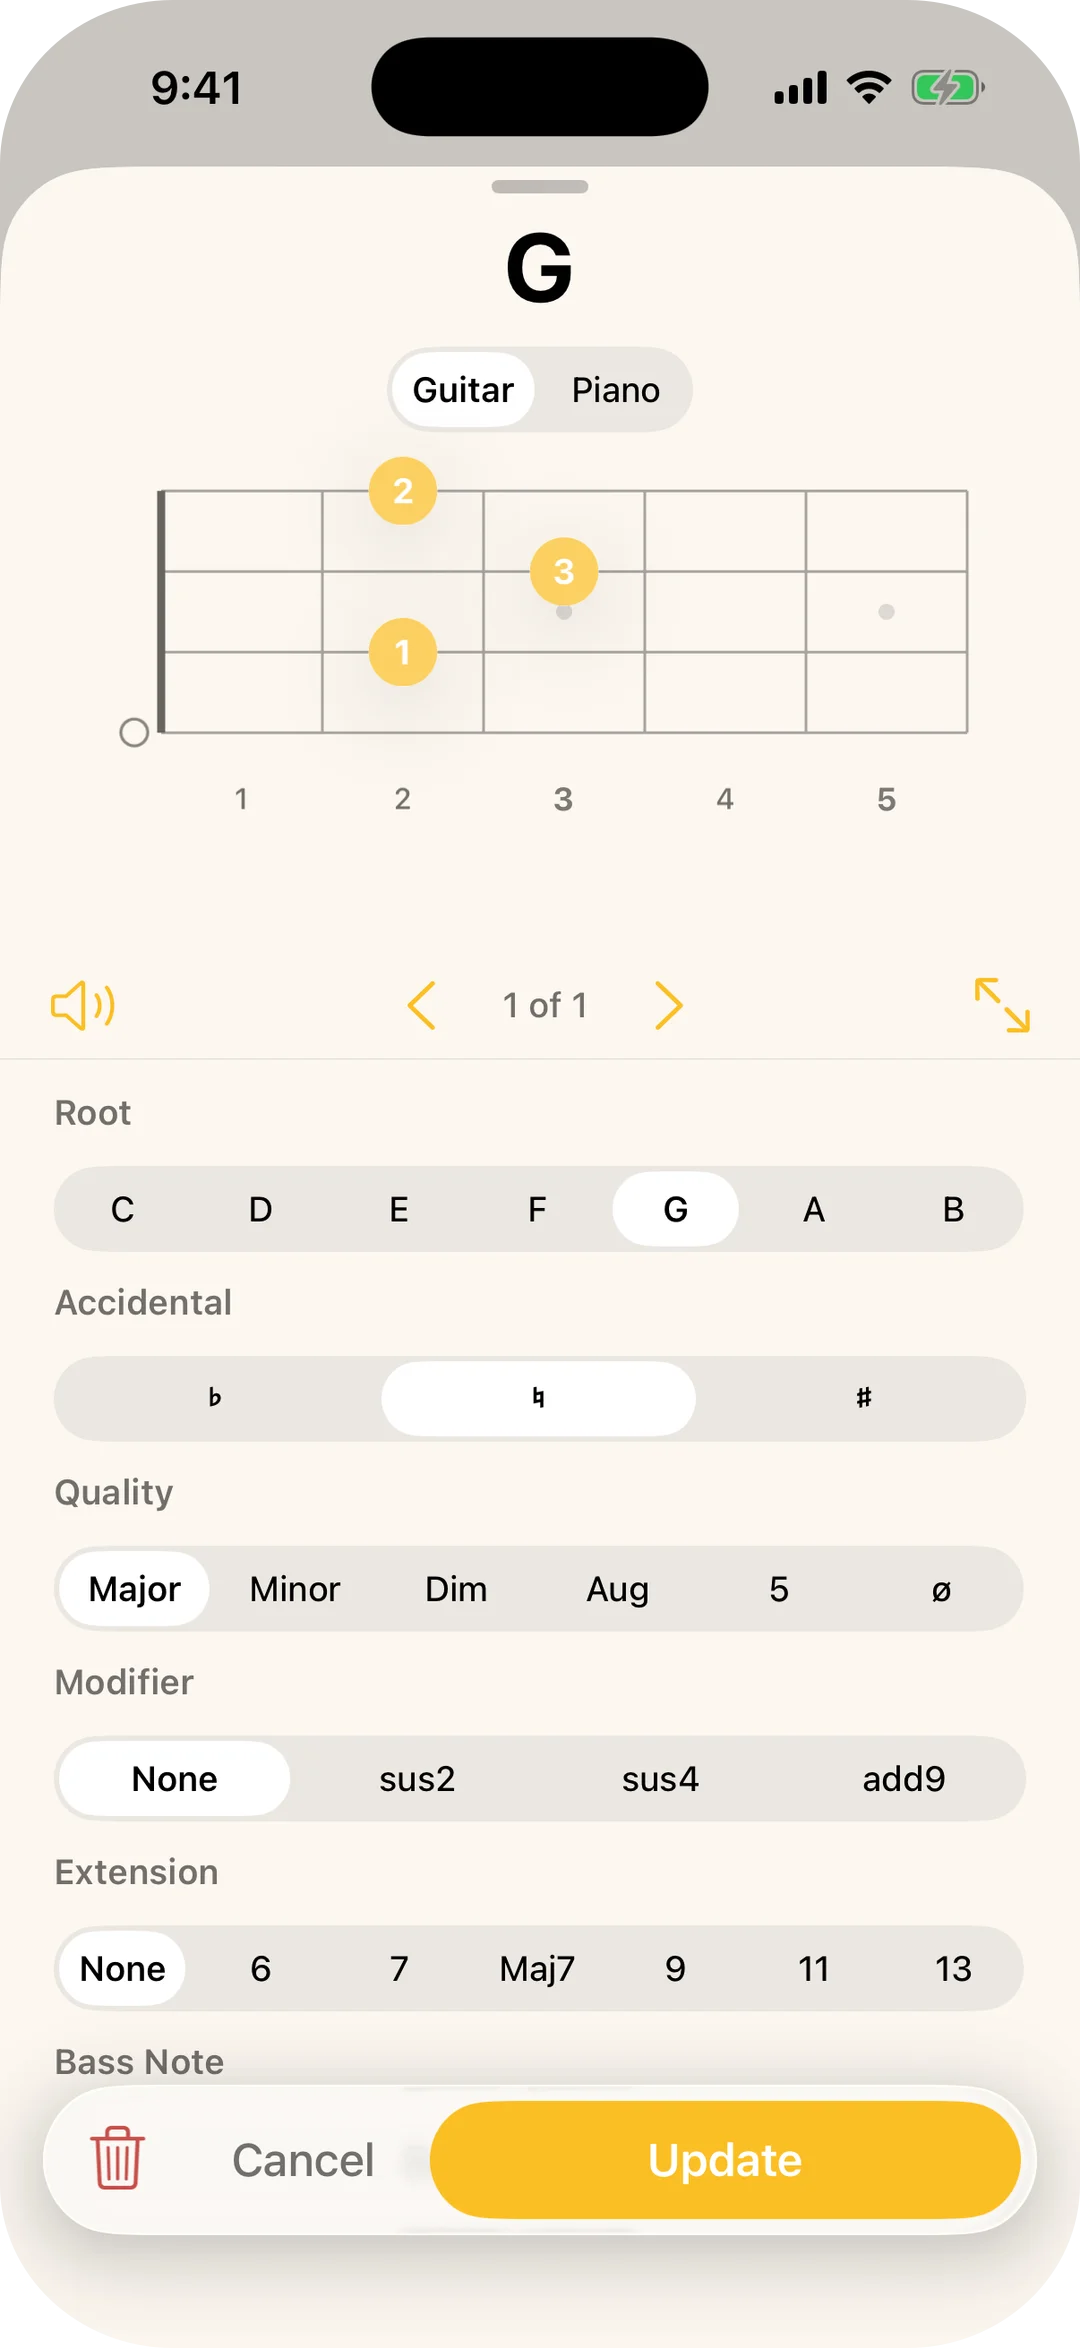 9:41
G
Guitar Piano
2
3
1
1 2 3 4 5
1 of 1
Root
C D E F G A B
Accidental
♭ ♮ ♯
Quality
Major Minor Dim Aug 5 ø
Modifier
None sus2 sus4 add9
Extension
None 6 7 Maj7 9 11 13
Bass Note
Cancel Update